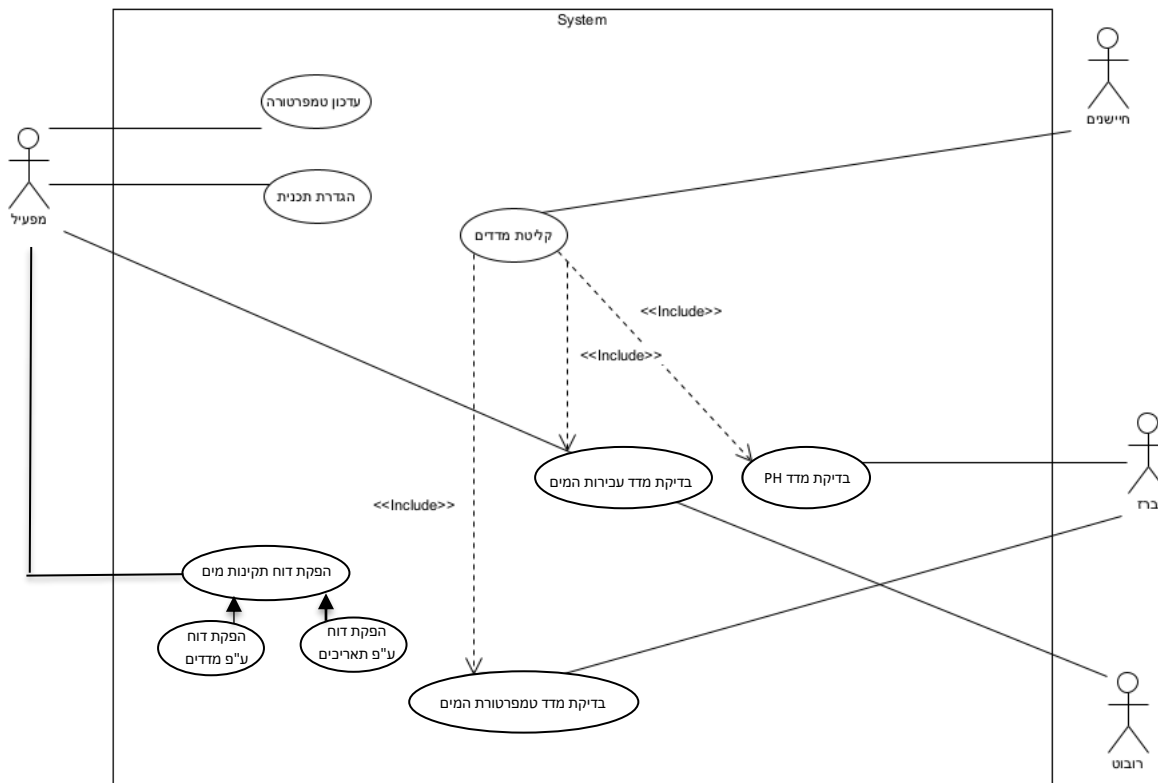 System
חיישנים
עדכון טמפרטורה
מפעיל
הגדרת תכנית
קליטת מדדים
<<Include>>
<<Include>>
בדיקת מדד עכירות המים
בדיקת מדד PH
ברז
<<Include>>
הפקת דוח תקינות מים
הפקת דוח
ע"פ תאריכים
הפקת דוח
ע"פ מדדים
בדיקת מדד טמפרטורת המים
רובוט